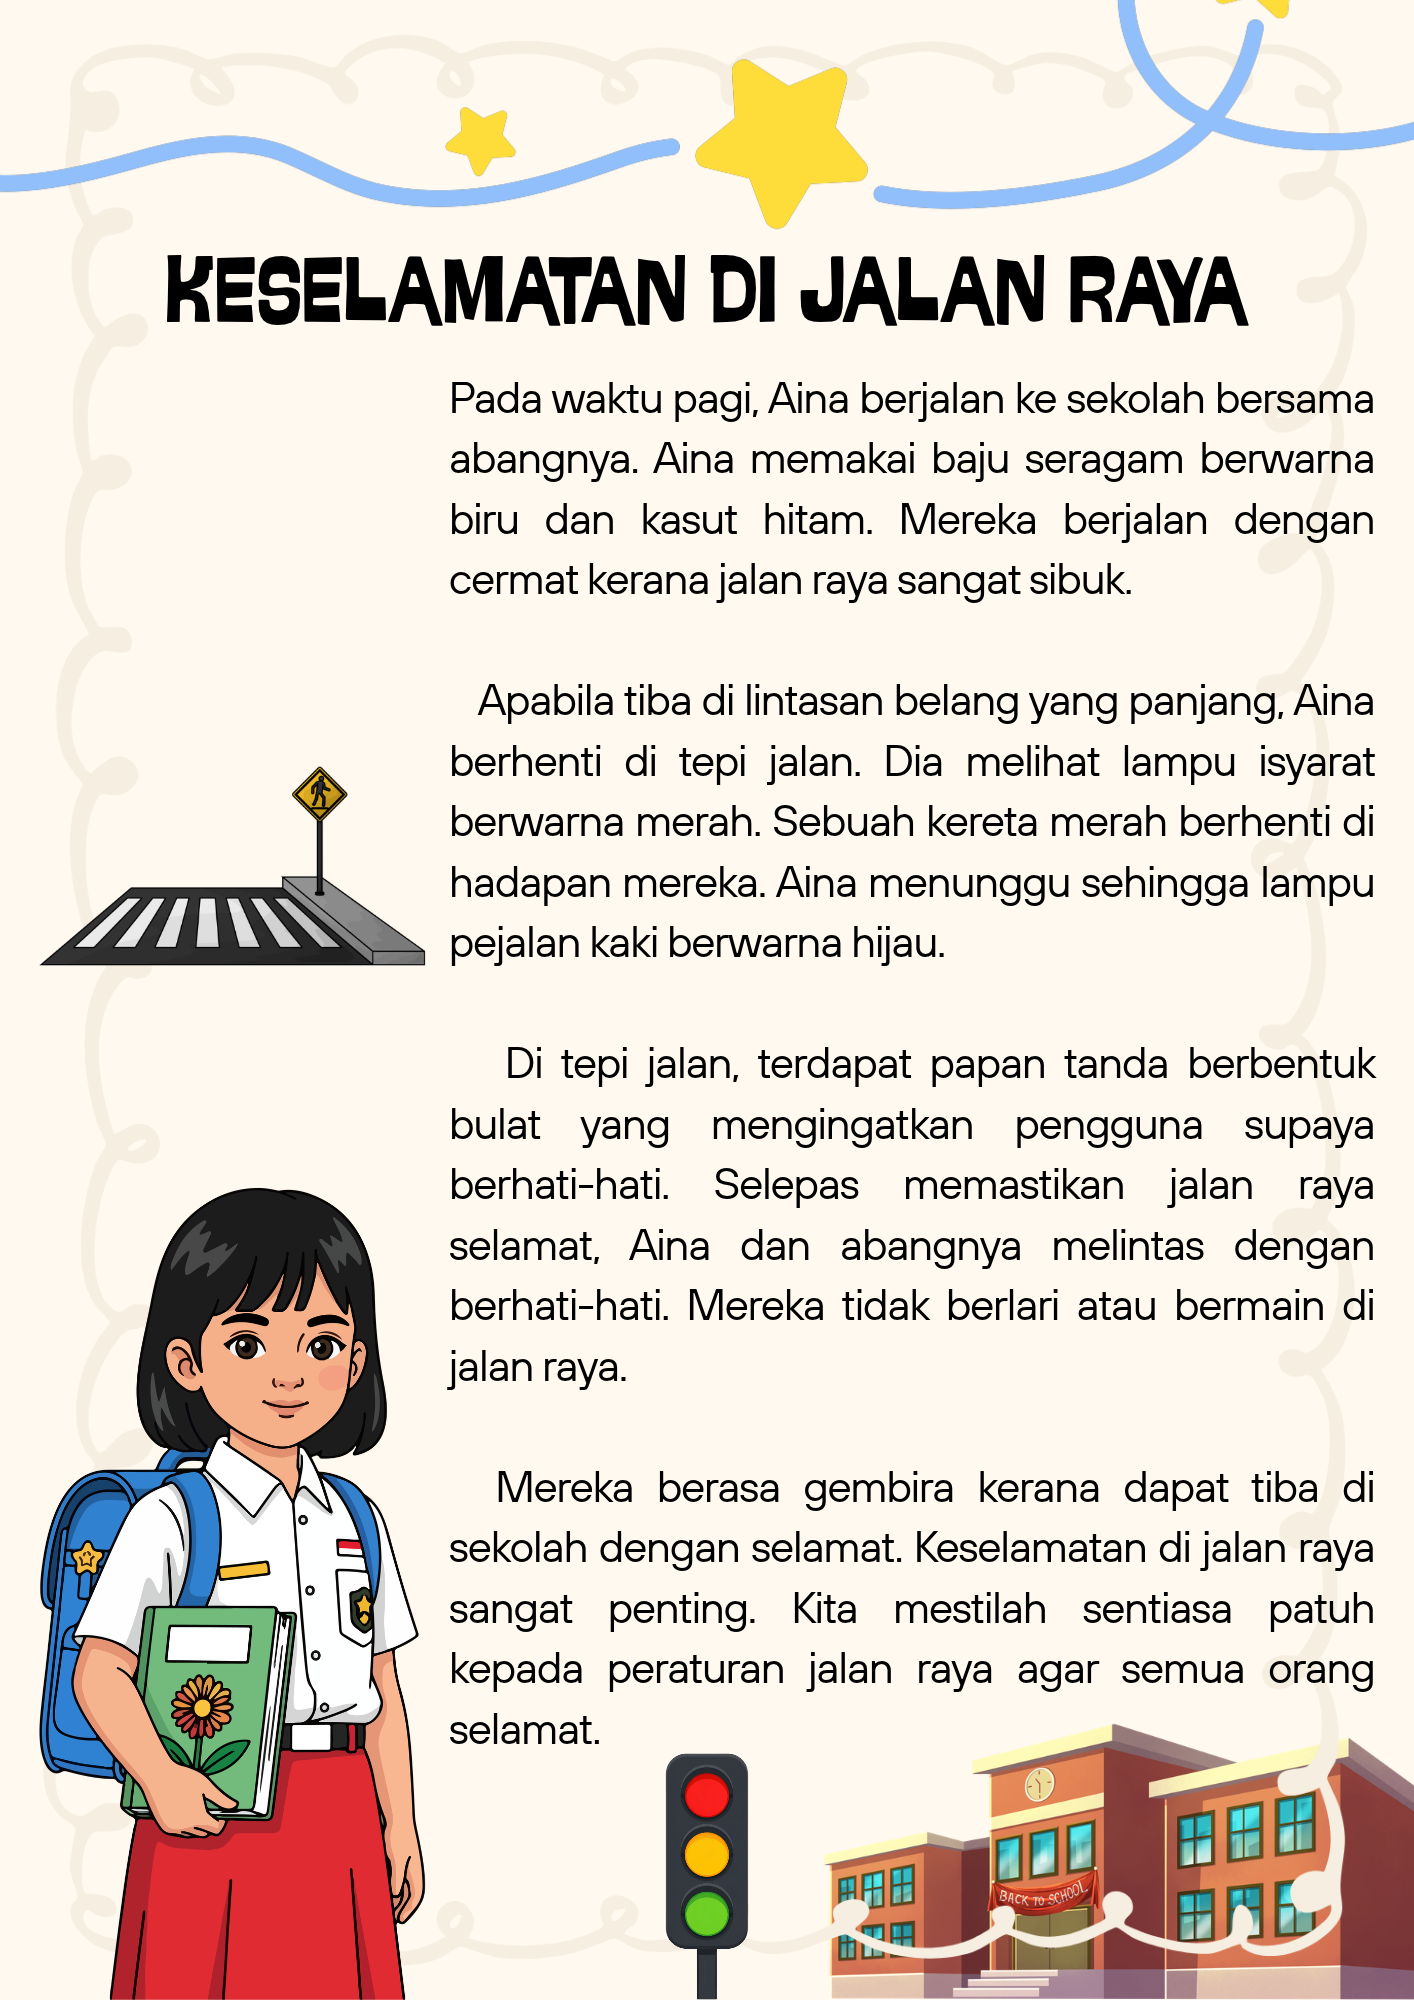 KESELAMATAN DI JALAN RAYA
Pada waktu pagi, Aina berjalan ke sekolah bersama
abangnya. Aina memakai baju seragam berwarna
biru dan kasut hitam. Mereka berjalan dengan
cermat kerana jalan raya sangat sibuk.
Apabila tiba di lintasan belang yang panjang, Aina
berhenti di tepi jalan. Dia melihat lampu isyarat
berwarna merah. Sebuah kereta merah berhenti di
hadapan mereka. Aina menunggu sehingga lampu
pejalan kaki berwarna hijau.
Di tepi jalan, terdapat papan tanda berbentuk
bulat yang mengingatkan pengguna supaya
berhati-hati. Selepas memastikan jalan raya
selamat, Aina dan abangnya melintas dengan
berhati-hati. Mereka tidak berlari atau bermain di
jalan raya.
Mereka berasa gembira kerana dapat tiba di
sekolah dengan selamat. Keselamatan di jalan raya
sangat penting. Kita mestilah sentiasa patuh
kepada peraturan jalan raya agar semua orang
selamat.
BACK TO SCHOOL